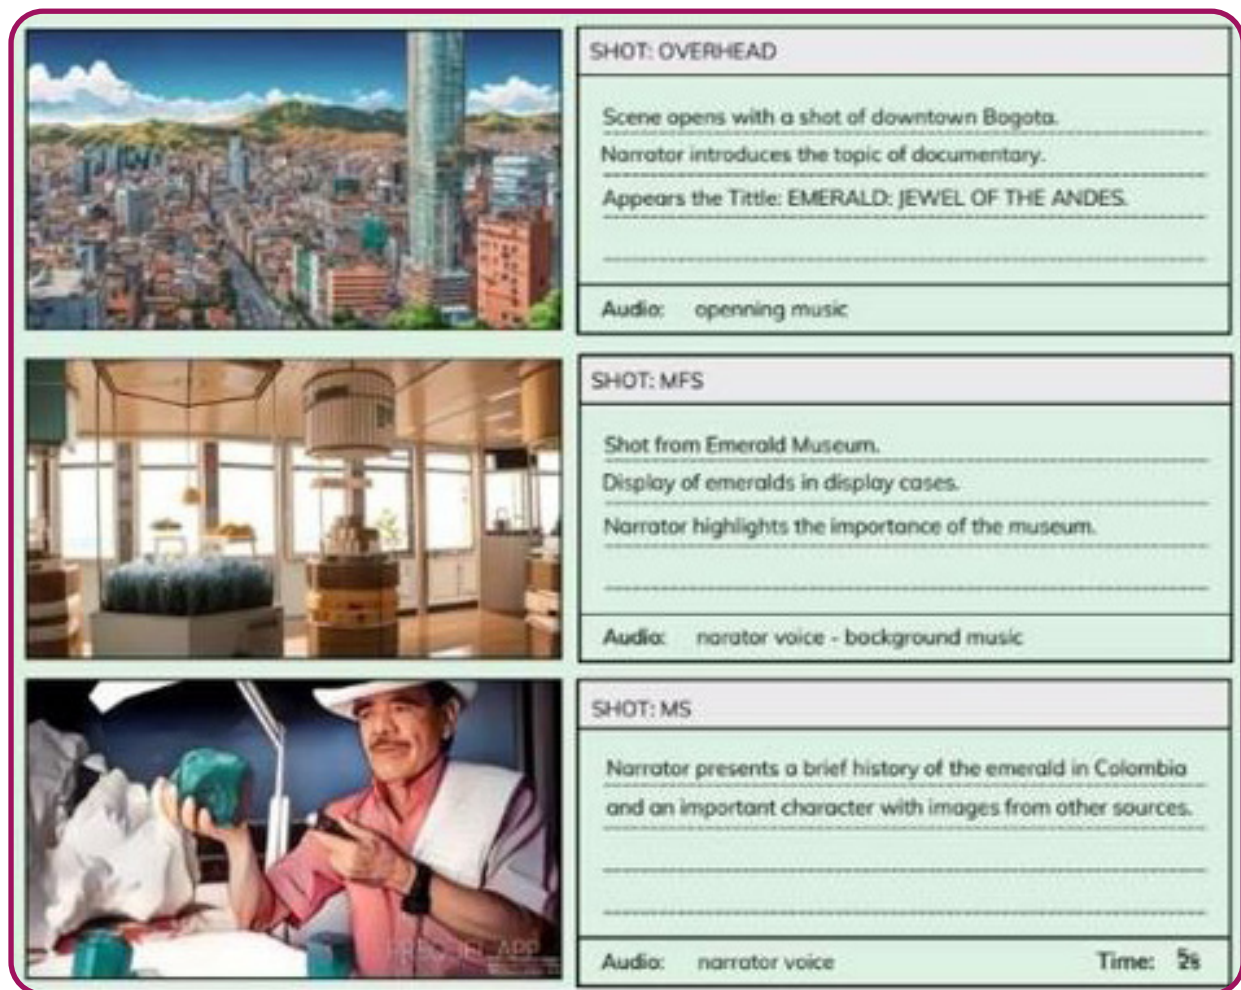 SHOT: OVERHEAD
Scene opens with a shot of downtown Bogota.
Narrator introduces the topic of documentary.
Appears the Tittle: EMERALD: JEWEL OF THE ANDES.
Audio: openning music
SHOT: MFS
Shot from Emerald Museum.
Display of emeralds in display cases.
Narrator highlights the importance of the museum.
Audio: narator voice - background music
SHOT: MS
Narrator presents a brief history of the emerald in Colombia
and an important character with images from other sources.
Audio: narrator voice Time: